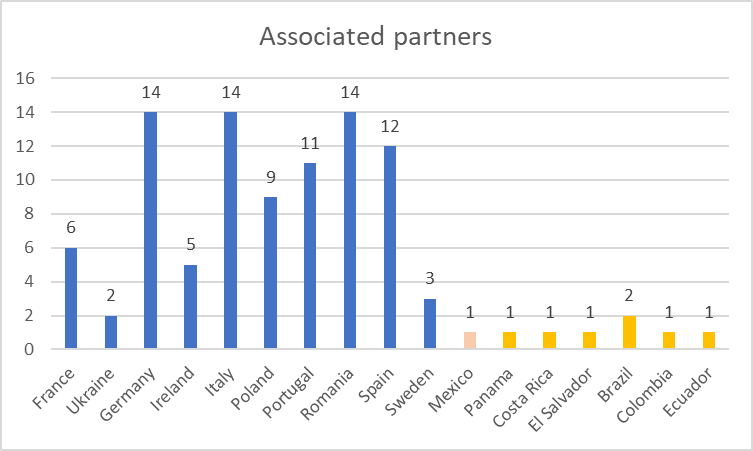 Associated partners
16
14
12
10
8
6
4
2
0
6
2
14
5
14
9
11
14
12
3
1
1
1
1
2
1
1
France
Ukraine
Germany
Ireland
Italy
Poland
Portugal
Romania
Spain
Sweden
Mexico
Panama
Costa Rica
El Salvador
Brazil
Colombia
Ecuador